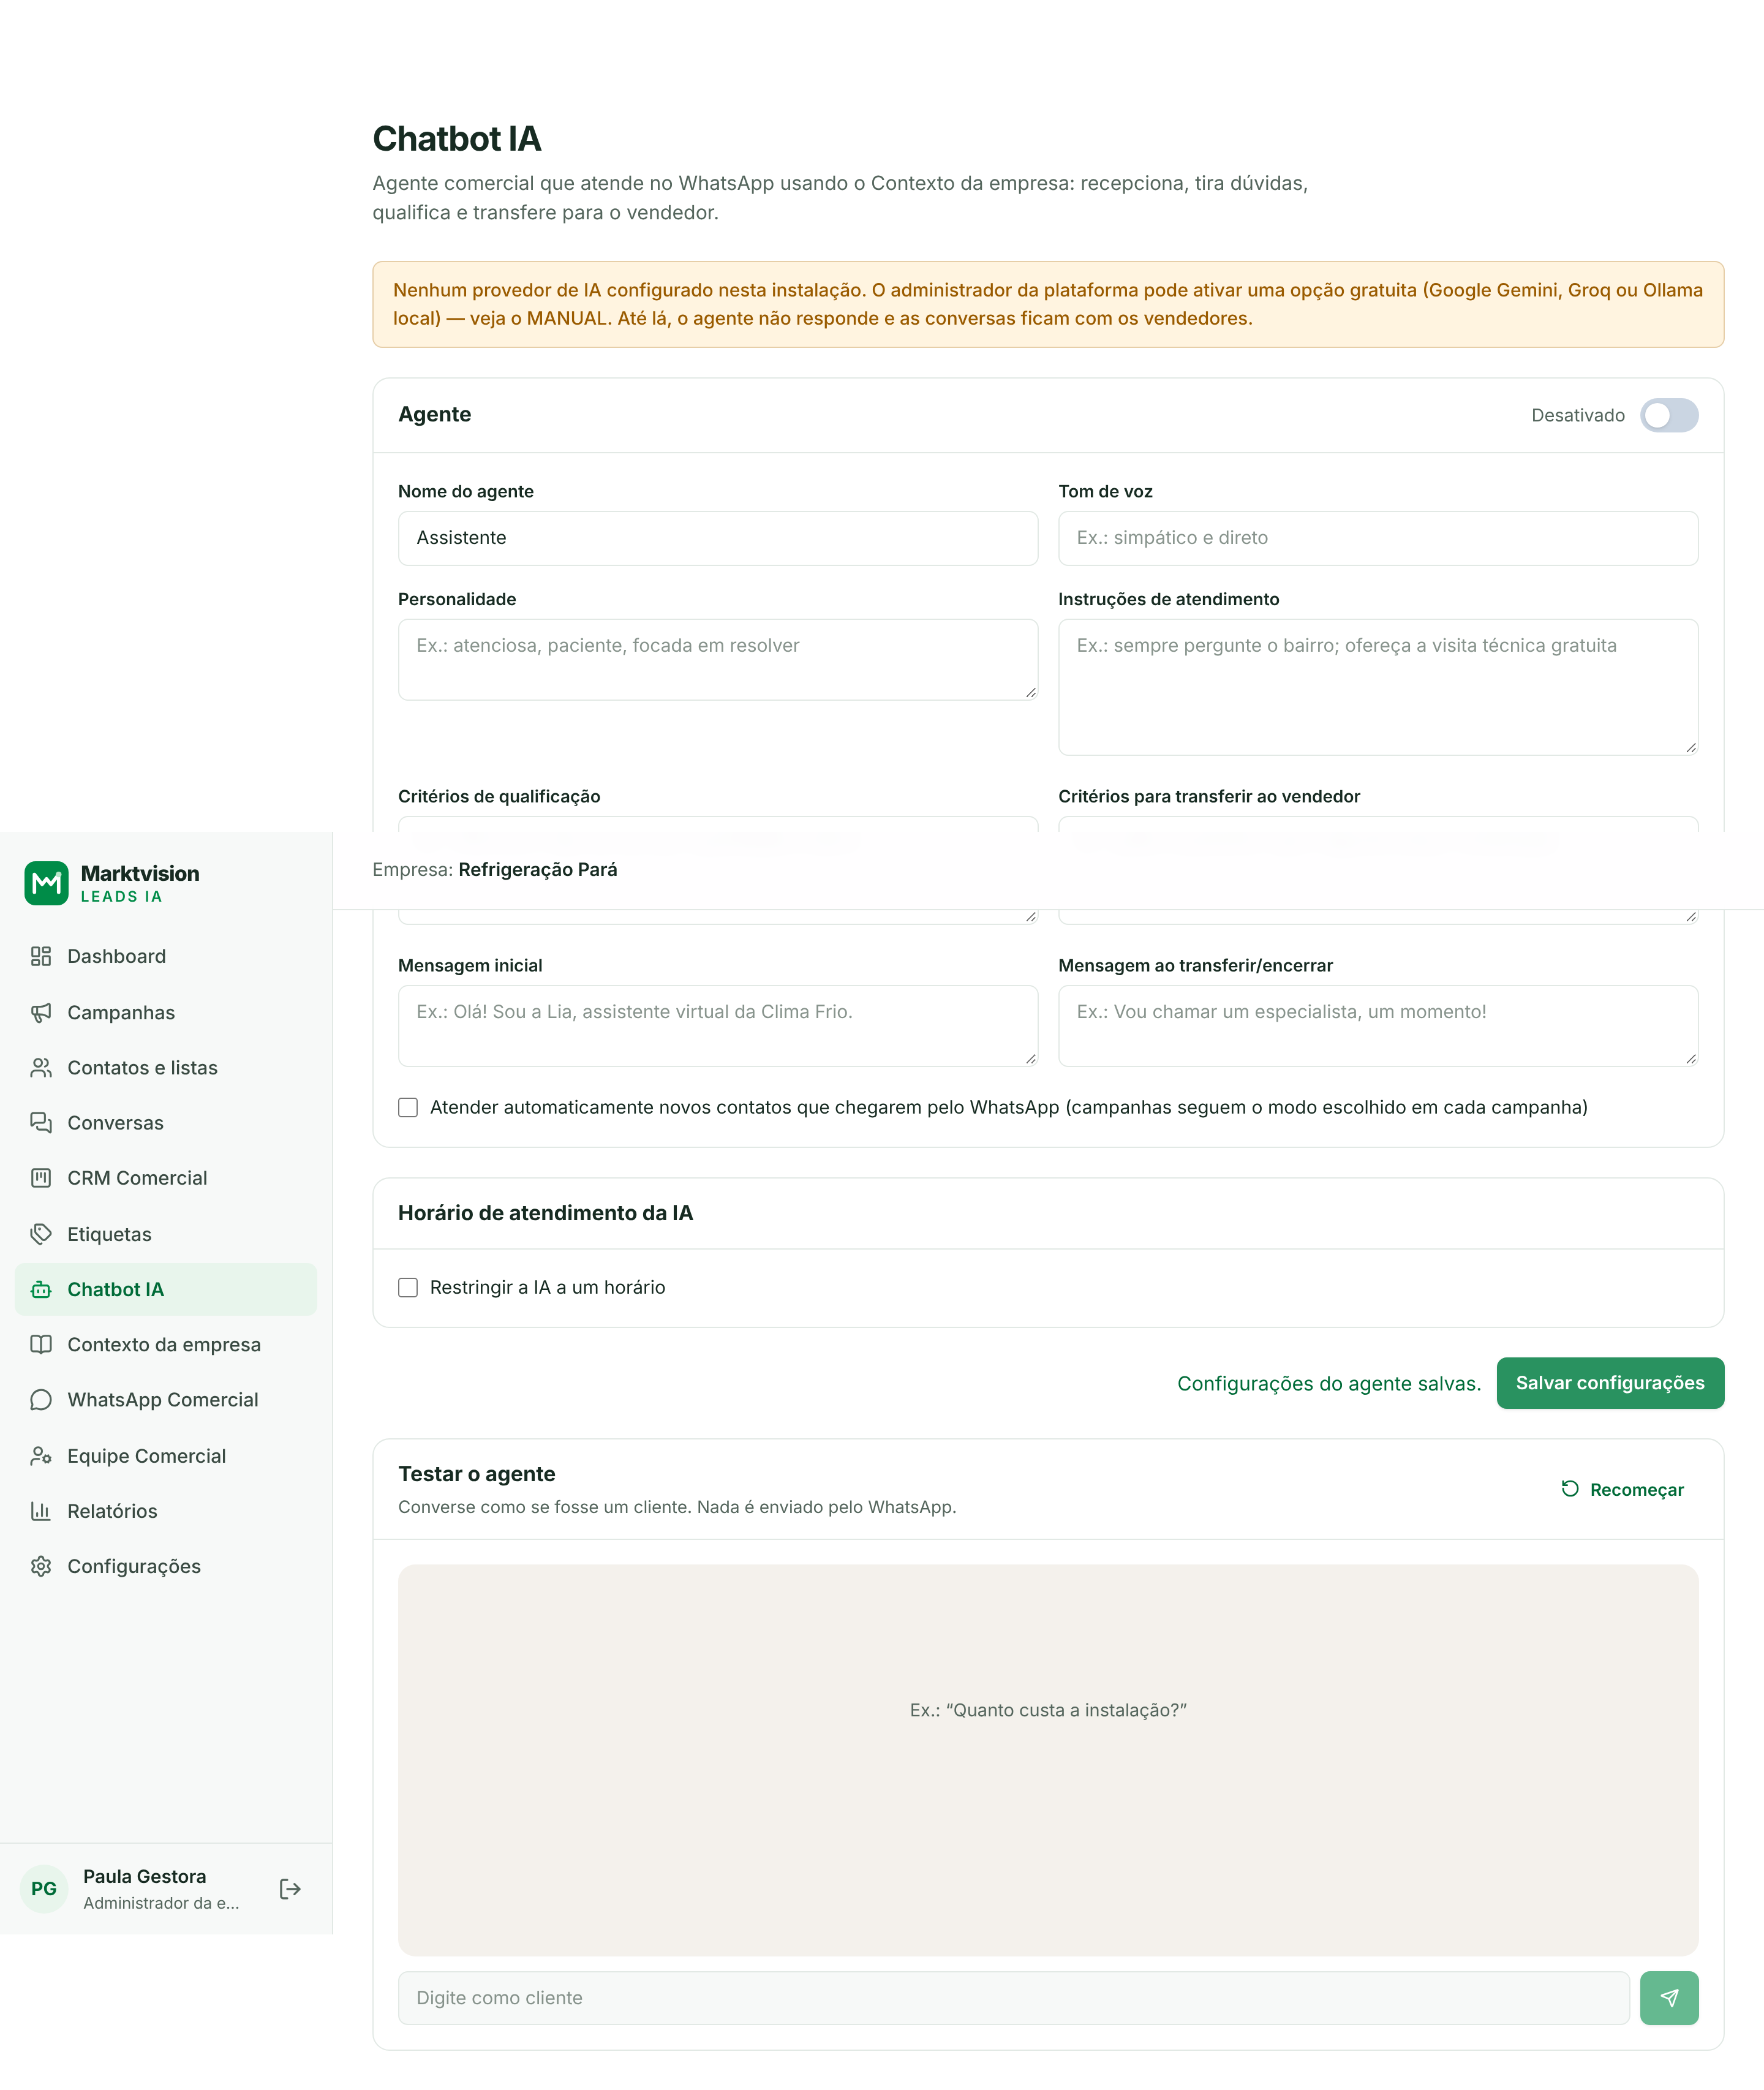 Chatbot IA
Agente comercial que atende no WhatsApp usando o Contexto da empresa: recepciona, tira dúvidas,
qualifica e transfere para o vendedor.
Nenhum provedor de IA configurado nesta instalação. O administrador da plataforma pode ativar uma opção gratuita (Google Gemini, Groq ou Ollama
local) — veja o MANUAL. Até lá, o agente não responde e as conversas ficam com os vendedores.
Agente
Desativado
Nome do agente
Tom de voz
Assistente
Ex.: simpático e direto
Personalidade
Instruções de atendimento
Ex.: atenciosa, paciente, focada em resolver
Ex.: sempre pergunte o bairro; ofereça a visita técnica gratuita
Critérios de qualificação
Critérios para transferir ao vendedor
Marktvision
LEADS IA
Empresa: Refrigeração Pará
Dashboard
Campanhas
Contatos e listas
Conversas
CRM Comercial
Etiquetas
Chatbot IA
Contexto da empresa
WhatsApp Comercial
Equipe Comercial
Relatórios
Configurações
PG
Paula Gestora
Administrador da e...
Mensagem inicial
Mensagem ao transferir/encerrar
Ex.: Olá! Sou a Lia, assistente virtual da Clima Frio.
Ex.: Vou chamar um especialista, um momento!
Atender automaticamente novos contatos que chegarem pelo WhatsApp (campanhas seguem o modo escolhido em cada campanha)
Horário de atendimento da IA
Restringir a IA a um horário
Configurações do agente salvas.
Salvar configurações
Testar o agente
Converse como se fosse um cliente. Nada é enviado pelo WhatsApp.
Recomeçar
Ex.: “Quanto custa a instalação?”
Digite como cliente